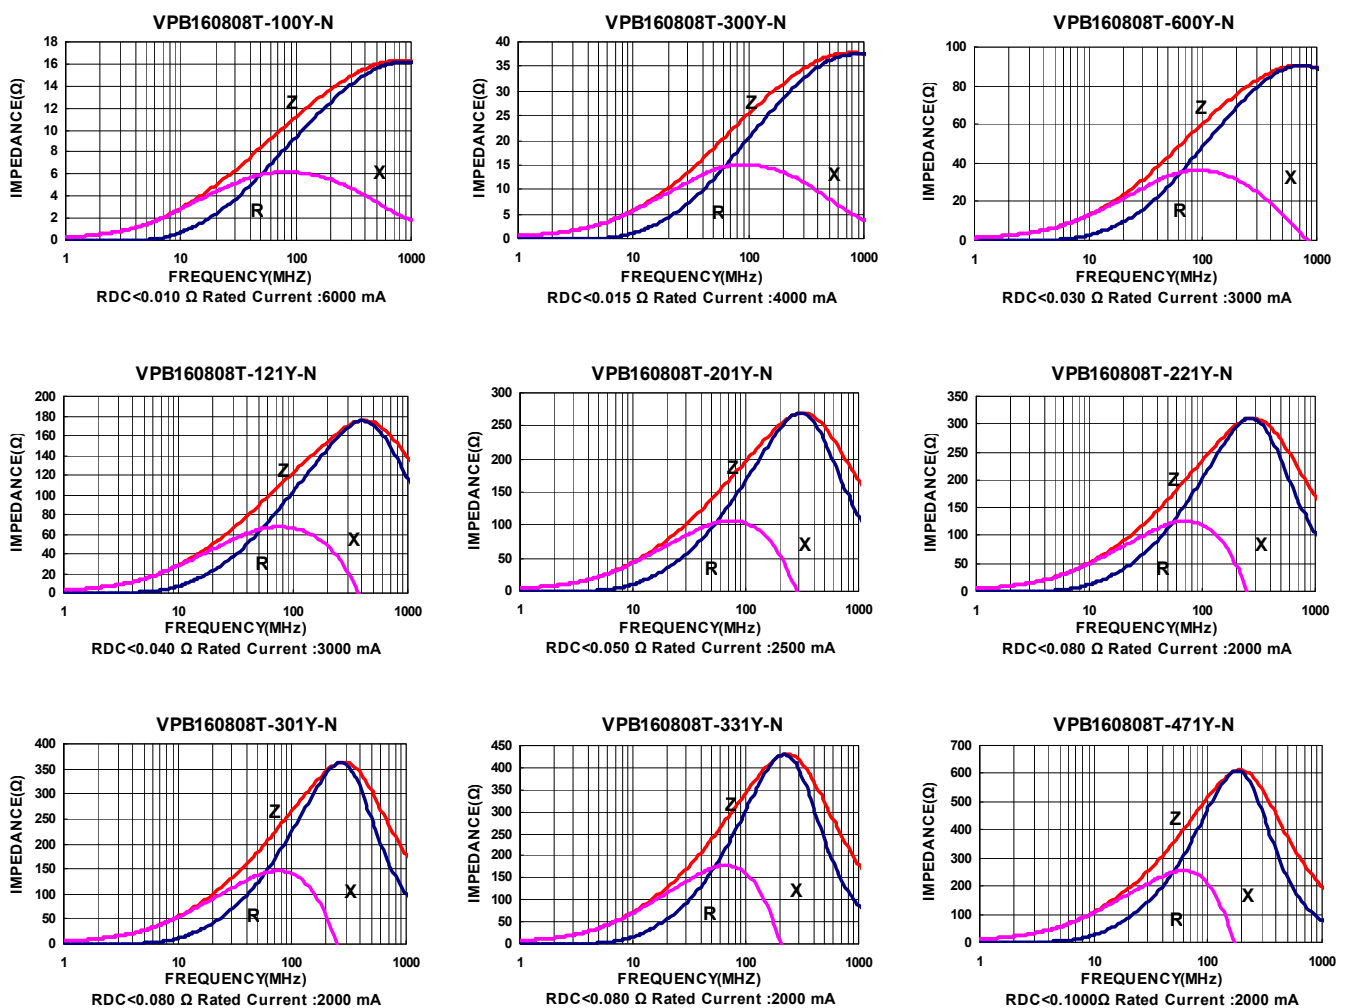 VPB160808T-100Y-N
IMPEDANCE(Ω)
18
16
14
12
10
8
6
4
2
0
Z
X
R
1 10 100 1000
FREQUENCY(MHZ)
RDC<0.010 Ω Rated Current :6000 mA
VPB160808T-300Y-N
IMPEDANCE(Ω)
40
35
30
25
20
15
10
5
0
Z
X
R
1 10 100 1000
FREQUENCY(MHz)
RDC<0.015 Ω Rated Current :4000 mA
VPB160808T-600Y-N
IMPEDANCE(Ω)
100
80
60
40
20
0
Z
X
R
1 10 100 1000
FREQUENCY(MHz)
RDC<0.030 Ω Rated Current :3000 mA
VPB160808T-121Y-N
IMPEDANCE(Ω)
200
180
160
140
120
100
80
60
40
20
0
Z
X
R
1 10 100 1000
FREQUENCY(MHz)
RDC<0.040 Ω Rated Current :3000 mA
VPB160808T-201Y-N
IMPEDANCE(Ω)
300
250
200
150
100
50
0
Z
X
R
1 10 100 1000
FREQUENCY(MHz)
RDC<0.050 Ω Rated Current :2500 mA
VPB160808T-221Y-N
IMPEDANCE(Ω)
350
300
250
200
150
100
50
0
Z
X
R
1 10 100 1000
FREQUENCY(MHz)
RDC<0.080 Ω Rated Current :2000 mA
VPB160808T-301Y-N
IMPEDANCE(Ω)
400
350
300
250
200
150
100
50
0
Z
X
R
1 10 100 1000
FREQUENCY(MHZ)
RDC<0.080 Ω Rated Current :2000 mA
VPB160808T-331Y-N
IMPEDANCE(Ω)
450
400
350
300
250
200
150
100
50
0
Z
X
R
1 10 100 1000
FREQUENCY(MHZ)
RDC<0.080 Ω Rated Current :2000 mA
VPB160808T-471Y-N
IMPEDANCE(Ω)
700
600
500
400
300
200
100
0
Z
X
R
1 10 100 1000
FREQUENCY(MHz)
RDC<0.1000Ω Rated Current :2000 mA